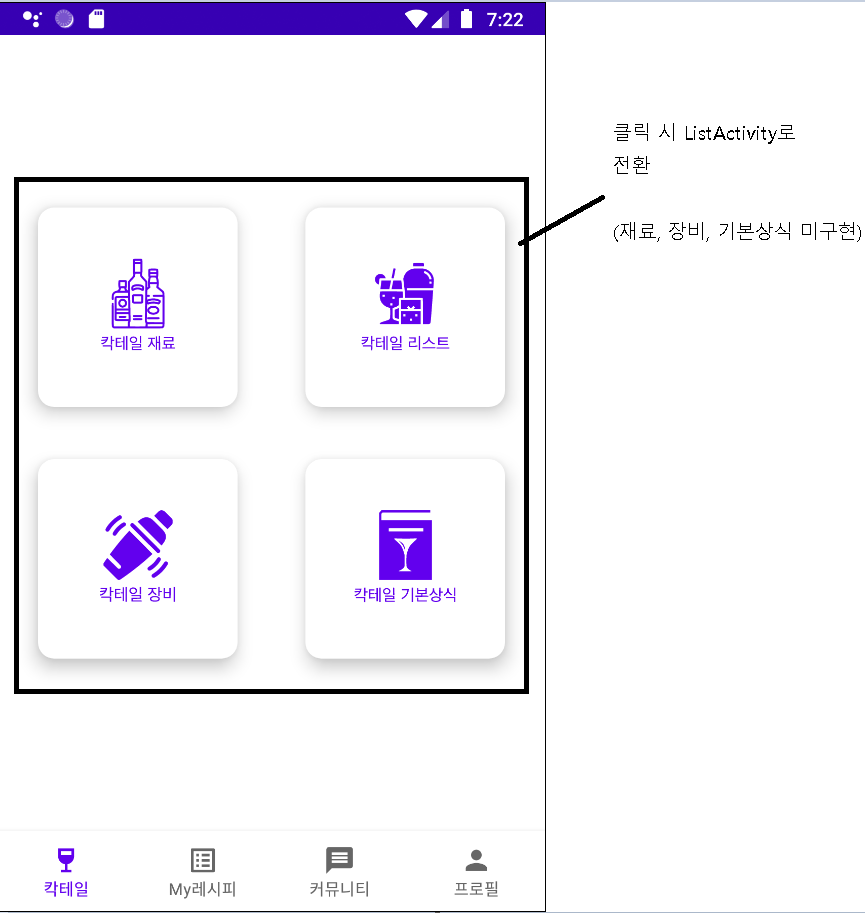 7:22
클릭 시 ListActivity로
전환
(재료, 장비, 기본상식 미구현)
칵테일 재료
칵테일 리스트
칵테일 장비
칵테일 기본상식
칵테일
My레시피
커뮤니티
프로필